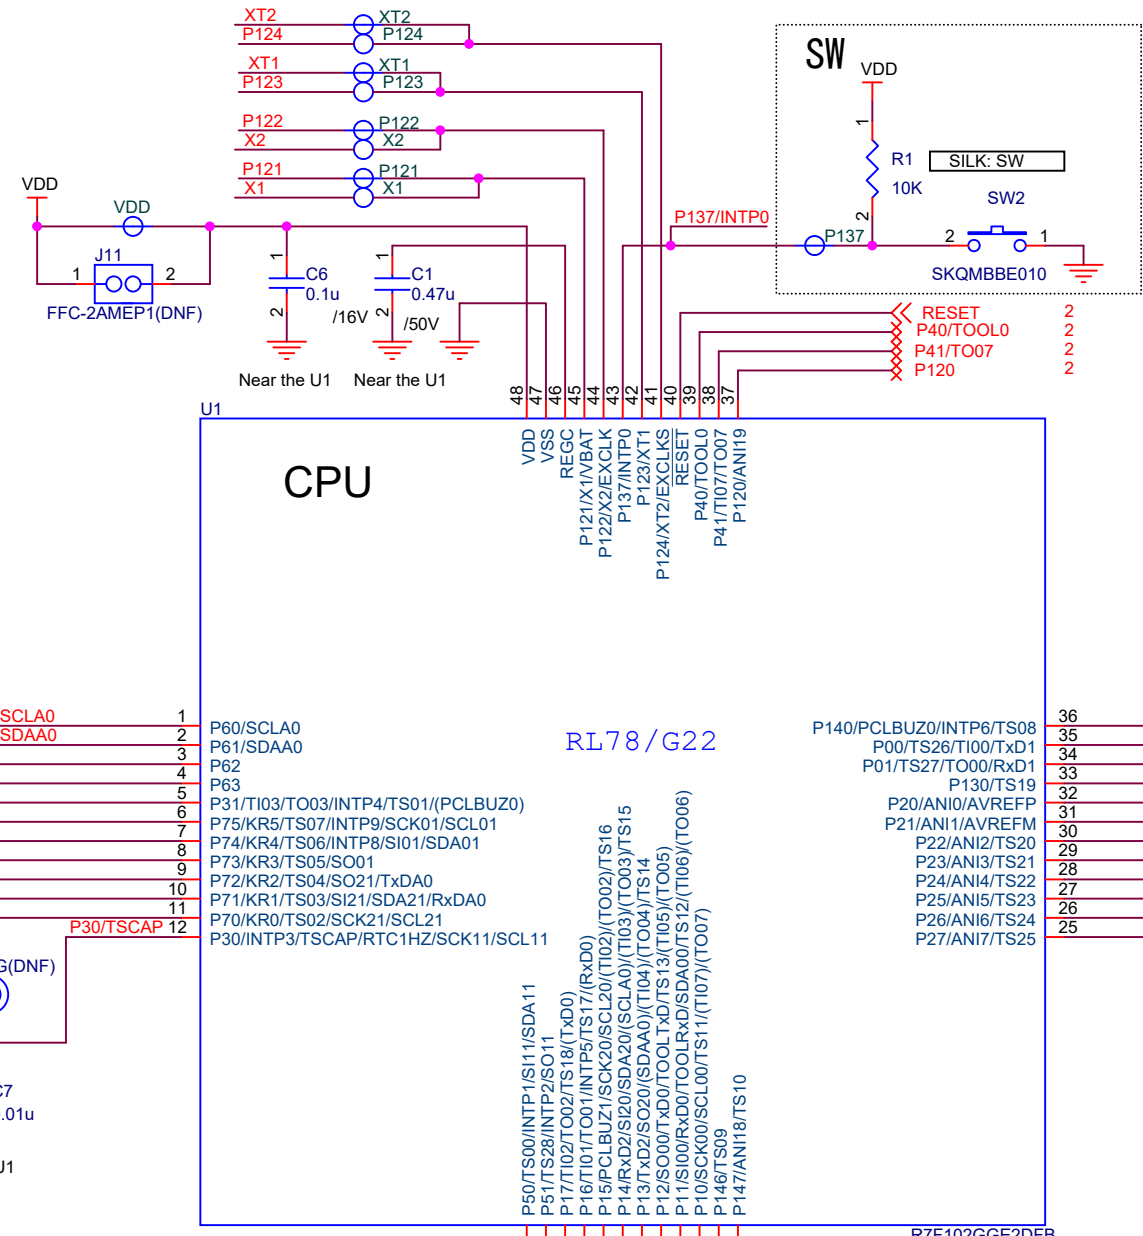 XT2 XT2
P124 P124
XT1 XT1
P123 P123
P122 P122
X2 X2
P121 P121
X1 X1
SW
VDD
1
R1
10K
2
SILK: SW
SW2
P137/INTP0
P137
2 1
SKQMBBE010
VDD
VDD
J11
1 2
FFC-2AMEP1(DNF)
1
C6
0.1u
2
/16V
Near the U1
1
C1
0.47u
2
/50V
Near the U1
RESET 2
P40/TOOL0 2
P41/TO07 2
P120 2
U1
CPU
48 47 46 45 44 43 42 41 40 39 38 37
VDD
VSS
REGC
P121/X1/VBAT
P122/X2/EXCLK
P137/INTP0
P123/XT1
P124/XT2/EXCLKS
RESET
P40/TOOL0
P41/TI07/TO07
P120/ANI19
RL78/G22
SCLA0 1 P60/SCLA0
SDAA0 2 P61/SDAA0
3 P62
4 P63
5 P31/TI03/TO03/INTP4/TS01/(PCLBUZ0)
6 P75/KR5/TS07/INTP9/SCK01/SCL01
7 P74/KR4/TS06/INTP8/SI01/SDA01
8 P73/KR3/TS05/SO01
9 P72/KR2/TS04/SO21/TxDA0
10 P71/KR1/TS03/SI21/SDA21/RxDA0
11 P70/KR0/TS02/SCK21/SCL21
P30/TSCAP 12 P30/INTP3/TSCAP/RTC1HZ/SCK11/SCL11
P140/PCLBUZ0/INTP6/TS08 36
P00/TS26/TI00/TxD1 35
P01/TS27/TO00/RxD1 34
P130/TS19 33
P20/ANI0/AVREFP 32
P21/ANI1/AVREFM 31
P22/ANI2/TS20 30
P23/ANI3/TS21 29
P24/ANI4/TS22 28
P25/ANI5/TS23 27
P26/ANI6/TS24 26
P27/ANI7/TS25 25
G(DNF)
C7
.01u
U1
P50/TS00/INTP1/SI11/SDA11
P51/TS28/INTP2/SO11
P17/TI02/TO02/TS18/(TxD0)
P16/TI01/TO01/INTP5/TS17/(RxD0)
P15/PCLBUZ1/SCK20/SCL20/(TI02)/(TO02)/TS16
P14/RxD2/SI20/SDA20/(SCLA0)/(TI03)/(TO03)/TS15
P13/TxD2/SO20/(SDAA0)/(TI04)/(TO04)/TS14
P12/SO00/TxD0/TOOLTxD/TS13/(TI05)/(TO05)
P11/SI00/RxD0/TOOLRxD/SDA00/TS12/(TI06)/(TO06)
P10/SCK00/SCL00/TS11/(TI07)/(TO07)
P146/TS09
P147/ANI18/TS10
R7F102GGE2DFB